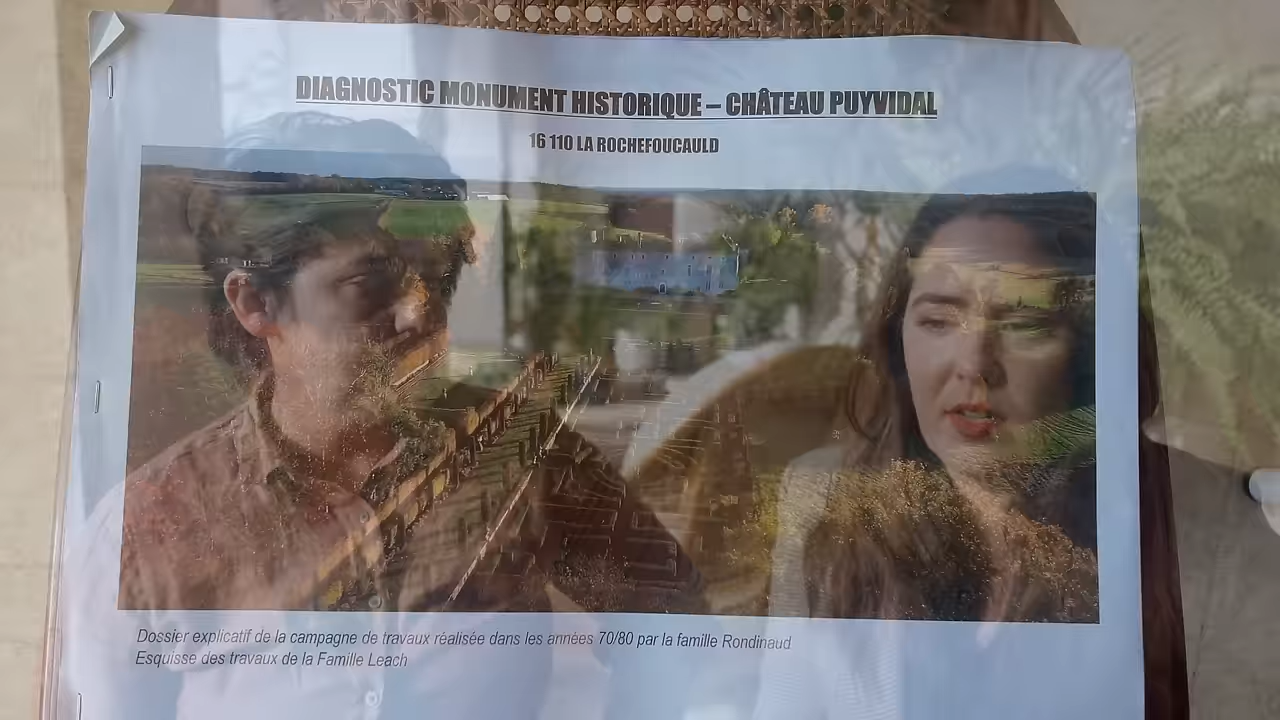 DIAGNOSTIC MONUMENT HISTORIQUE – CHÂTEAU PUYVIDAL
16 110 LA ROCHEFOUCAULD
Dossier explicatif de la campagne de travaux réalisée dans les années 70/80 par la famille Rondinaud
Esquisse des travaux de la Famille Leach